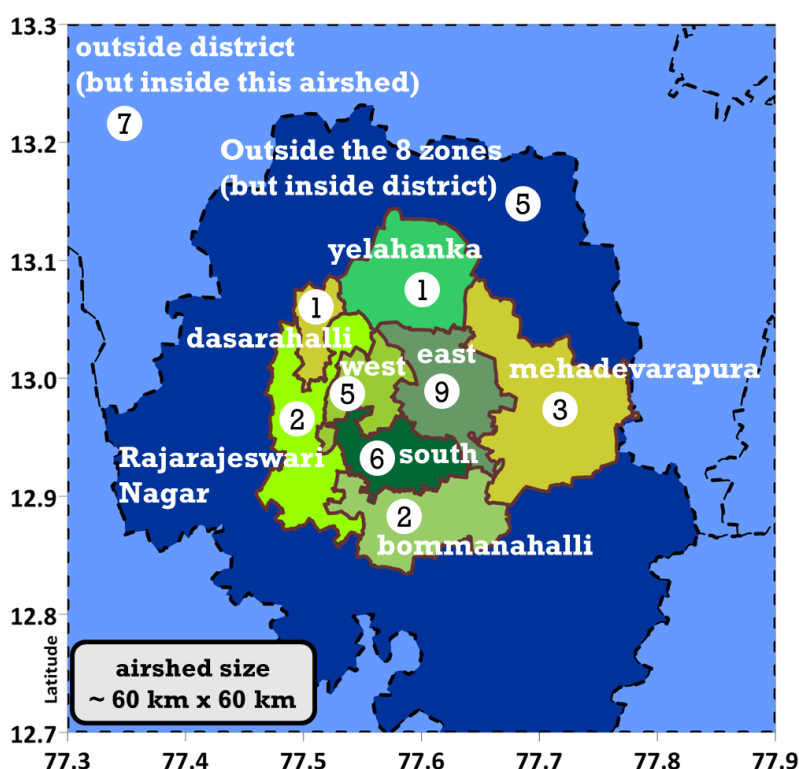 13.3
outside district
(but inside this airshed)
7
13.2
Outside the 8 zones
(but inside district)
5
13.1
yelahanka
1
1
dasarahalli
east
west
mehadevarapura
13.0
5
9
3
2
Rajarajeswari
Nagar
6
south
12.9
2
bommanahalli
12.8
Latitude
airshed size
~ 60 km x 60 km
12.7
77.3
77.4
77.5
77.6
77.7
77.8
77.9